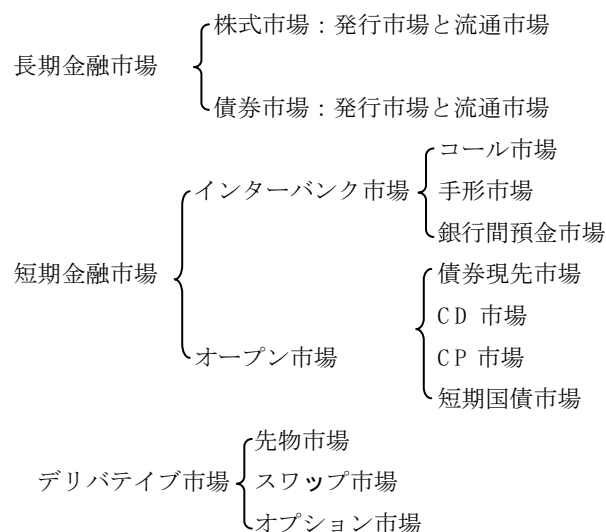 株式市場：発行市場と流通市場
長期金融市場
債券市場：発行市場と流通市場
コール市場
インターバンク市場
手形市場
銀行間預金市場
短期金融市場
債券現先市場
CD 市場
オープン市場
CP 市場
短期国債市場
先物市場
デリバテイブ市場
スワップ市場
オプション市場